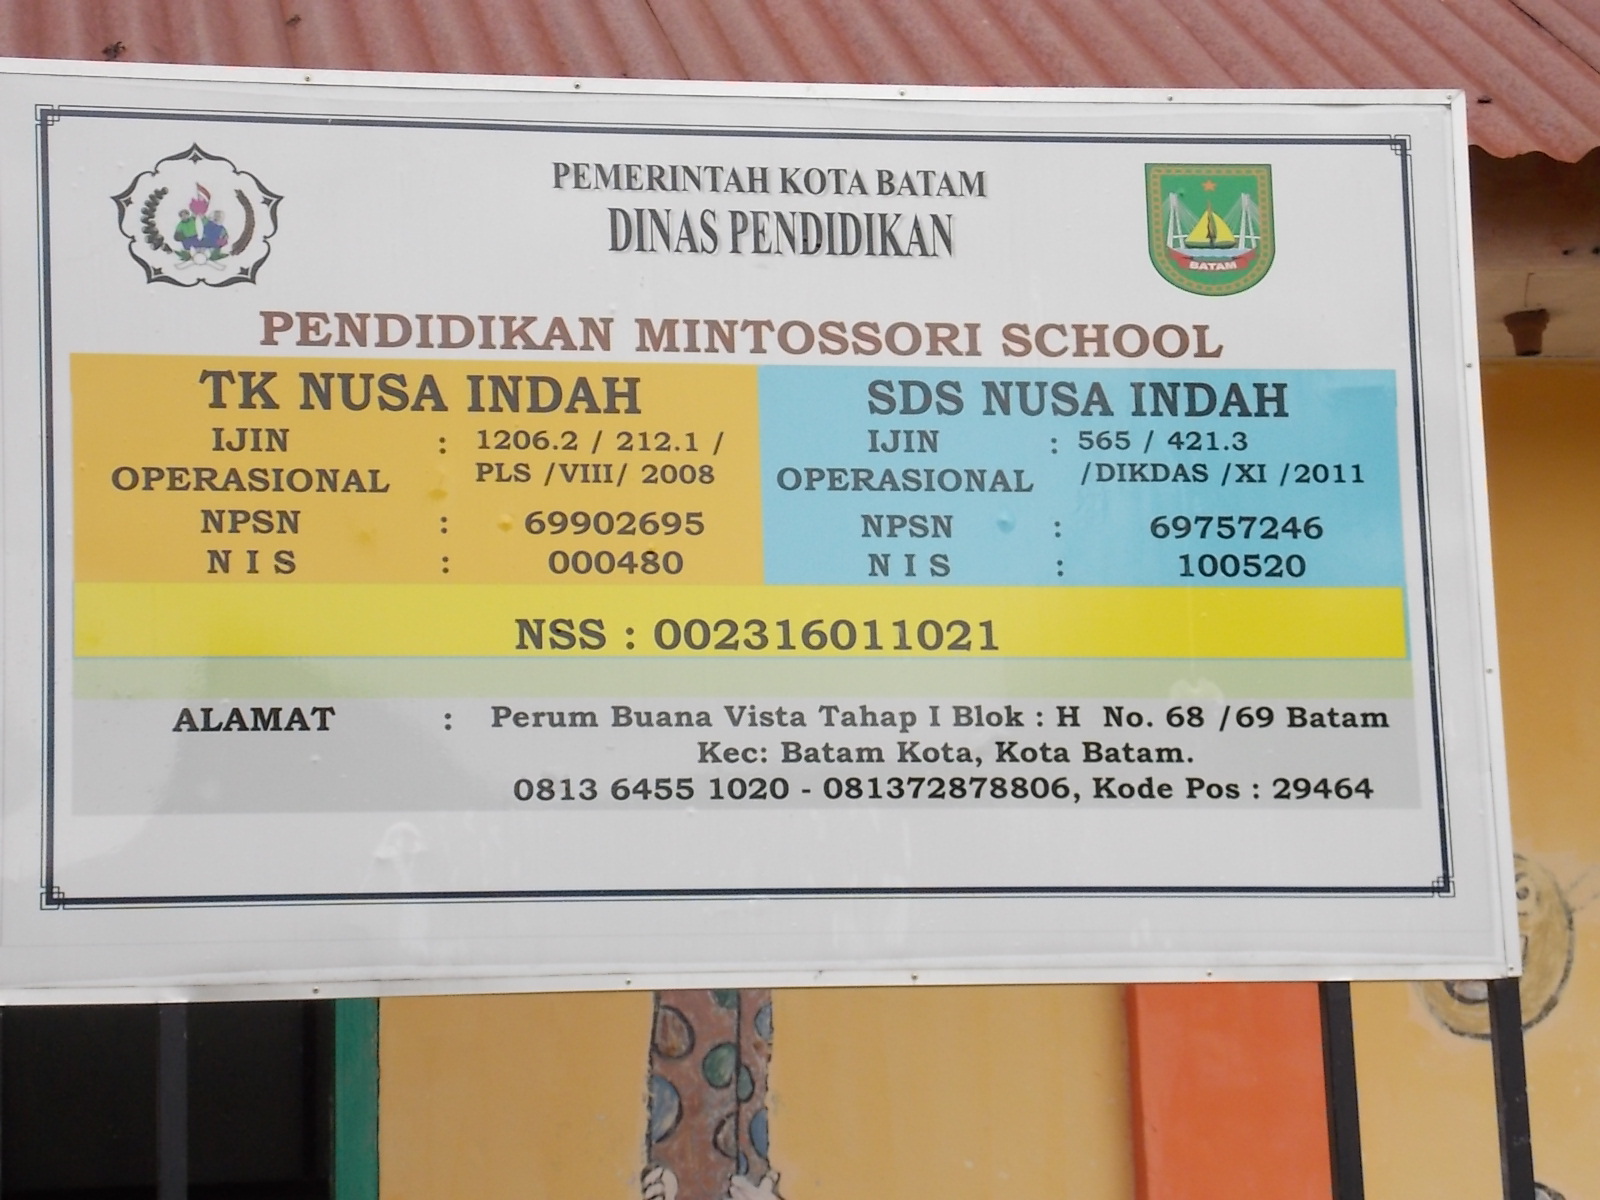 PEMERINTAH KOTA BATAM
DINAS PENDIDIKAN
BATAM
PENDIDIKAN MINTOSSORI SCHOOL
TK NUSA INDAH
IJIN : 1206.2 / 212.1 /
OPERASIONAL PLS /VIII/ 2008
NPSN : 69902695
N I S : 000480
SDS NUSA INDAH
IJIN : 565 / 421.3
OPERASIONAL /DIKDAS /XI /2011
NPSN : 69757246
N I S : 100520
NSS : 002316011021
ALAMAT : Perum Buana Vista Tahap I Blok : H No. 68 /69 Batam
Kec: Batam Kota, Kota Batam.
0813 6455 1020 - 081372878806, Kode Pos : 29464